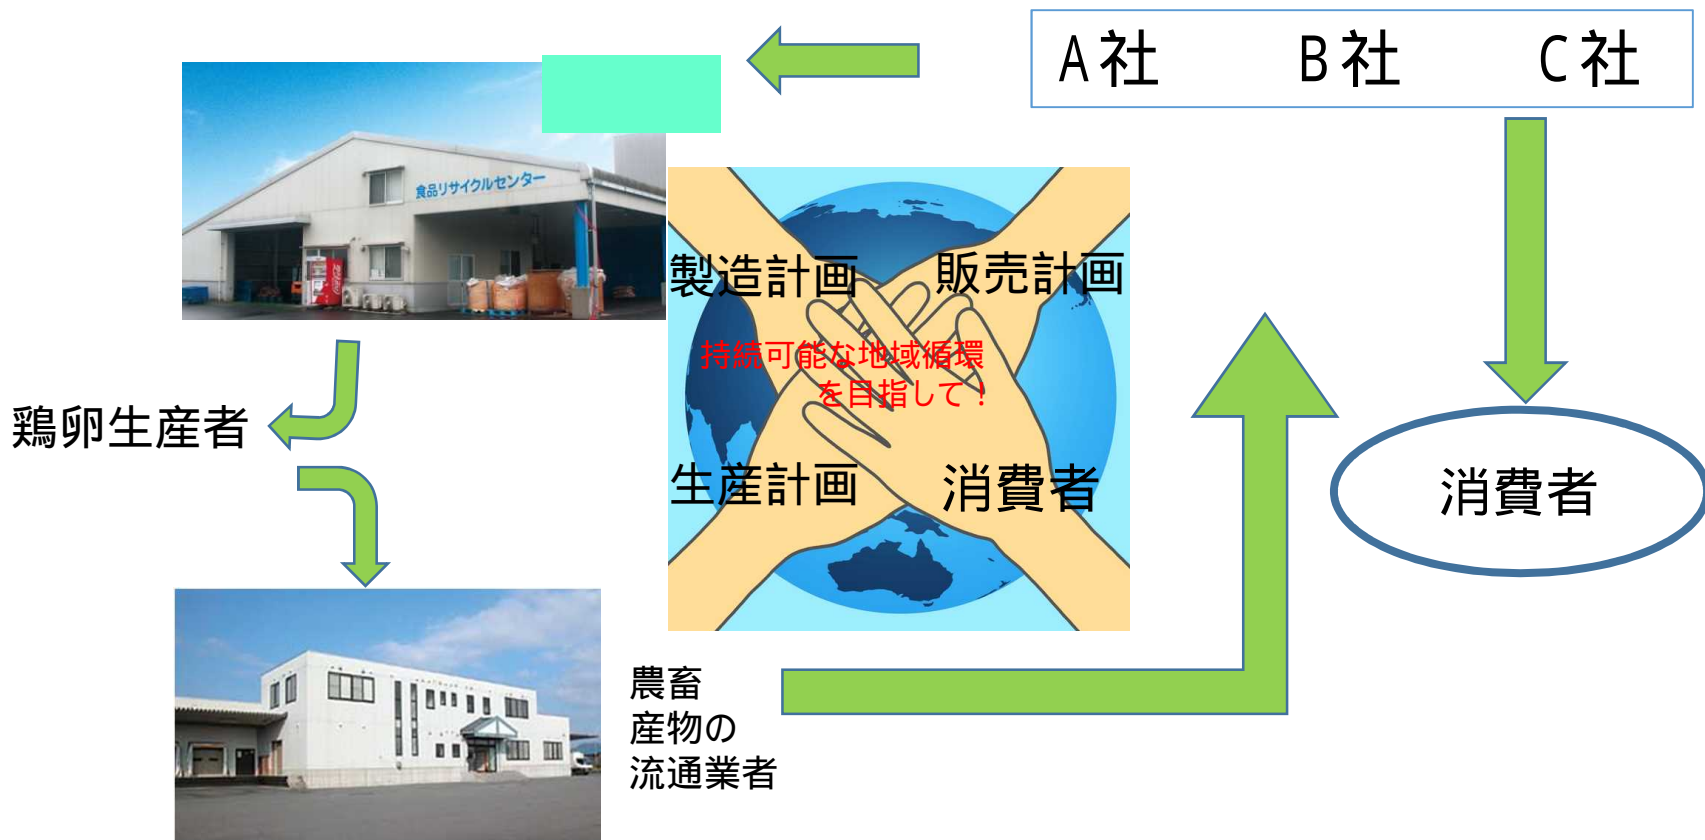 A社 B社 C社
食品リサイクルセンター
製造計画 販売計画
持続可能な地域循環
を目指して！
鶏卵生産者
生産計画 消費者
消費者
農畜
産物の
流通業者